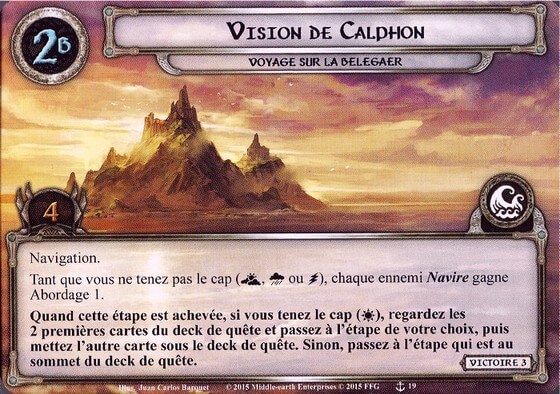 2B
VISION DE CALPHON
VOYAGE SUR LA BELEGAER
4
Navigation.
Tant que vous ne tenez pas le cap (, ou ), chaque ennemi Navire gagne
Abordage 1.
Quand cette étape est achevée, si vous tenez le cap (), regardez les
2 premières cartes du deck de quête et passez à l'étape de votre choix, puis
mettez l'autre carte sous le deck de quête. Sinon, passez à l'étape qui est au
sommet du deck de quête.
VICTOIRE 3
Illus. Juan Carlos Barquet © 2015 Middle-earth Enterprises © 2015 FFG 19